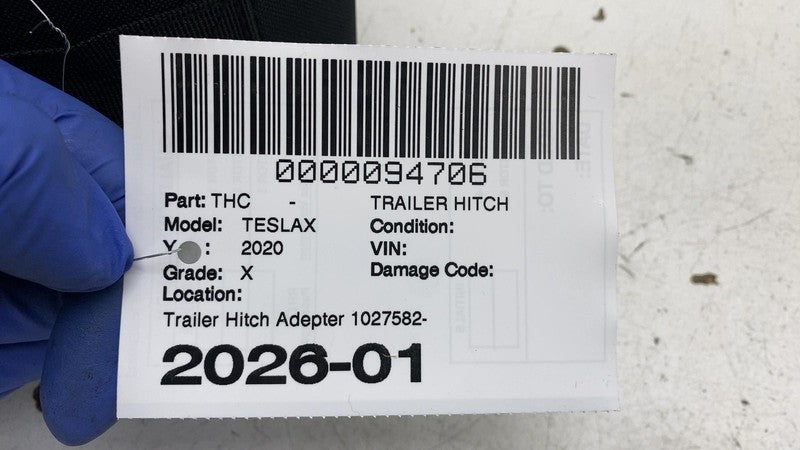 0000094706
Part: THC - TRAILER HITCH
Model: TESLAX Condition:
Y : 2020 VIN:
Grade: X Damage Code:
Location:
Trailer Hitch Adepter 1027582-
2026-01